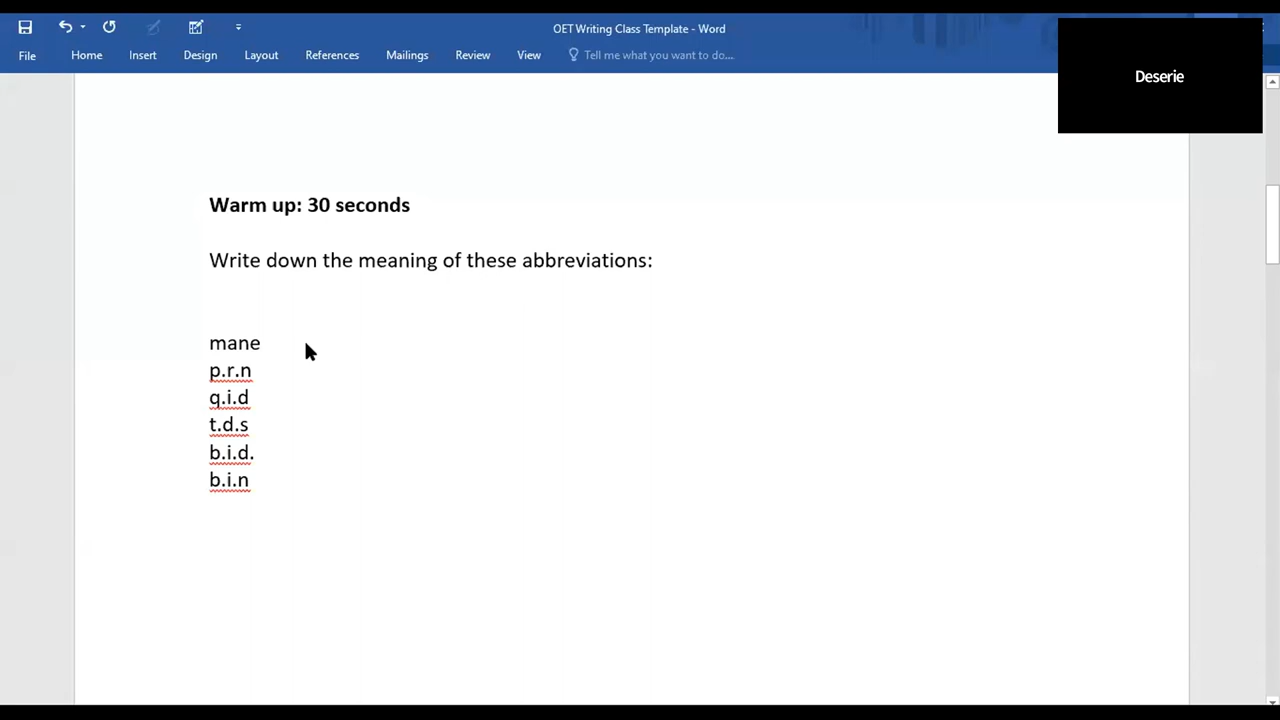 OET Writing Class Template - Word
File Home Insert Design Layout References Mailings Review View Tell me what you want to do...
Deserie
Warm up: 30 seconds
Write down the meaning of these abbreviations:
mane
p.r.n
q.i.d
t.d.s
b.i.d.
b.i.n